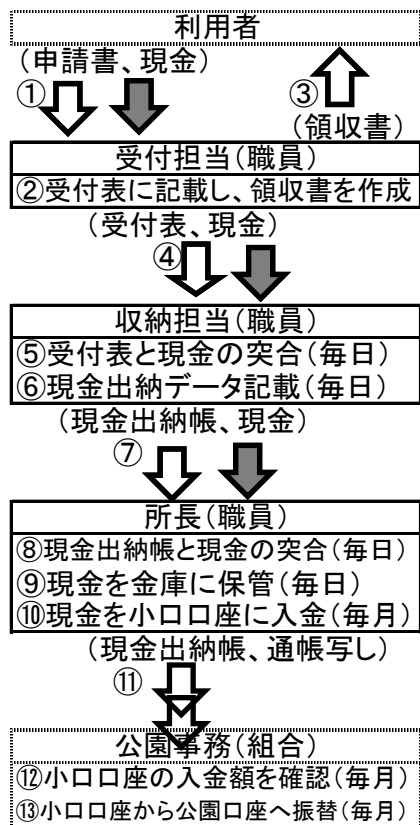 利用者
(申請書、現金)
①
③
(領収書)
受付担当(職員)
②受付表に記載し、領収書を作成
(受付表、現金)
④
収納担当(職員)
⑤受付表と現金の突合(毎日)
⑥現金出納データ記載(毎日)
(現金出納帳、現金)
⑦
所長(職員)
⑧現金出納帳と現金の突合(毎日)
⑨現金を金庫に保管(毎日)
⑩現金を小口口座に入金(毎月)
(現金出納帳、通帳写し)
⑪
公園事務(組合)
⑫小口口座の入金額を確認(毎月)
⑬小口口座から公園口座へ振替(毎月)